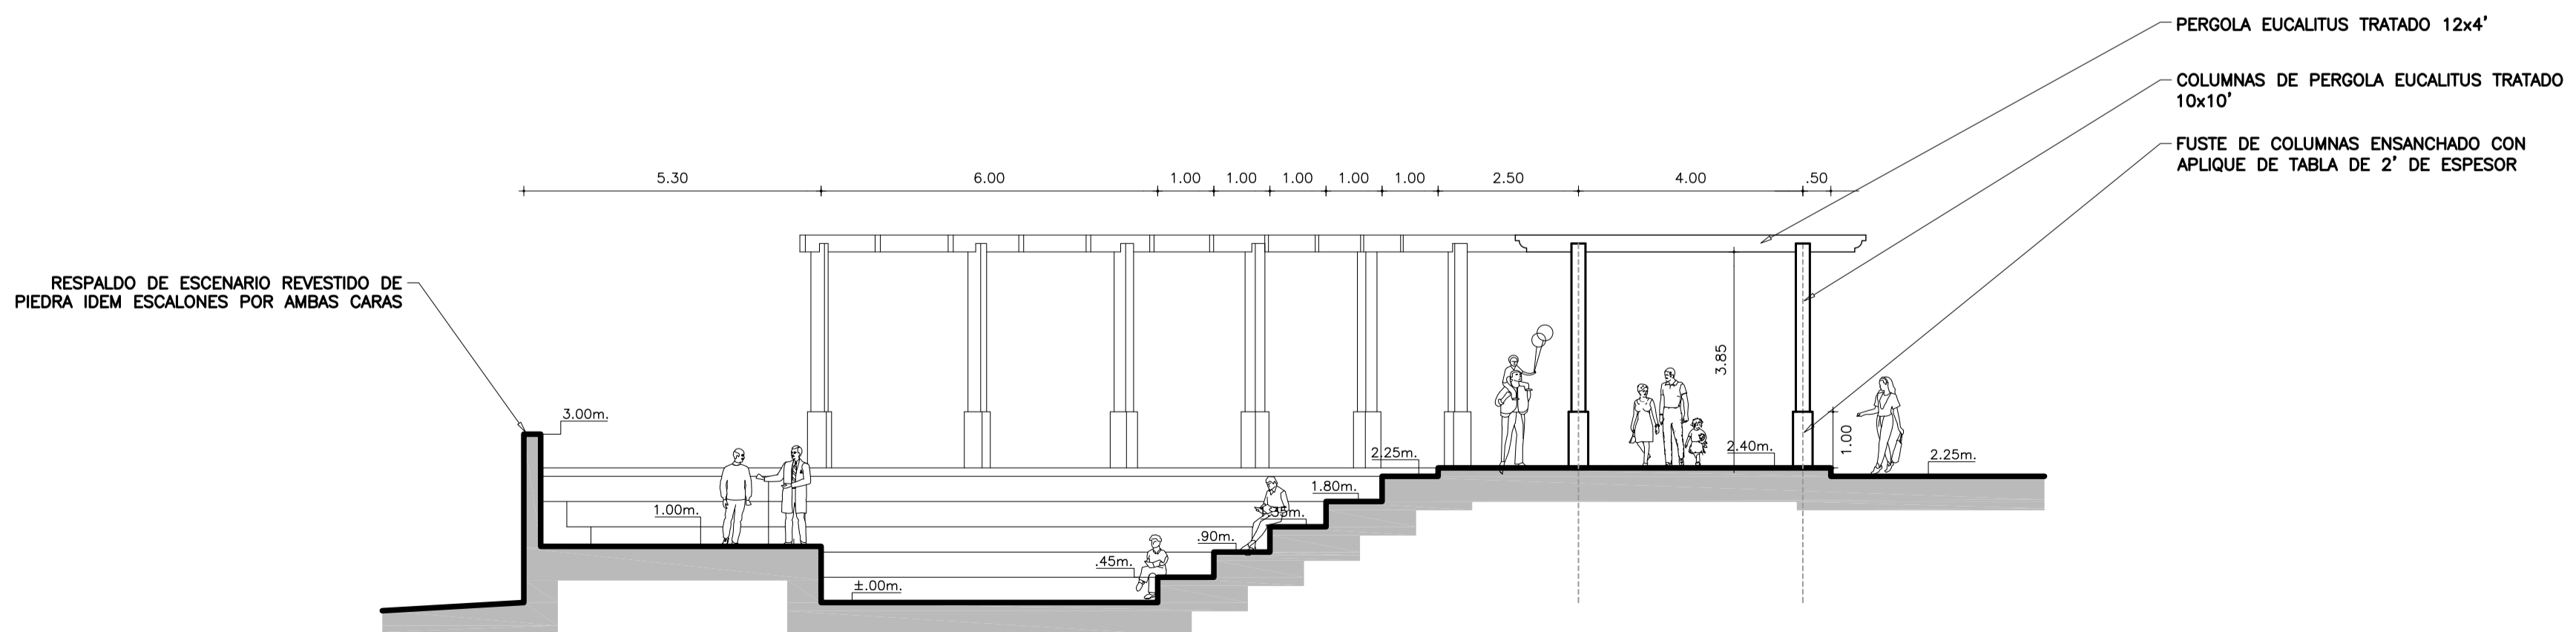 PERGOLA EUCALITUS TRATADO 12x4'
COLUMNAS DE PERGOLA EUCALITUS TRATADO
10x10'
FUSTE DE COLUMNAS ENSANCHADO CON
APLIQUE DE TABLA DE 2' DE ESPESOR
5.30 6.00 1.00 1.00 1.00 1.00 1.00 2.50 4.00 .50
RESPALDO DE ESCENARIO REVESTIDO DE
PIEDRA IDEM ESCALONES POR AMBAS CARAS
3.85
3.00m.
1.00
2.40m.
2.25m.
2.25m.
1.80m.
1.00m.
.90m.
.45m.
±.00m.